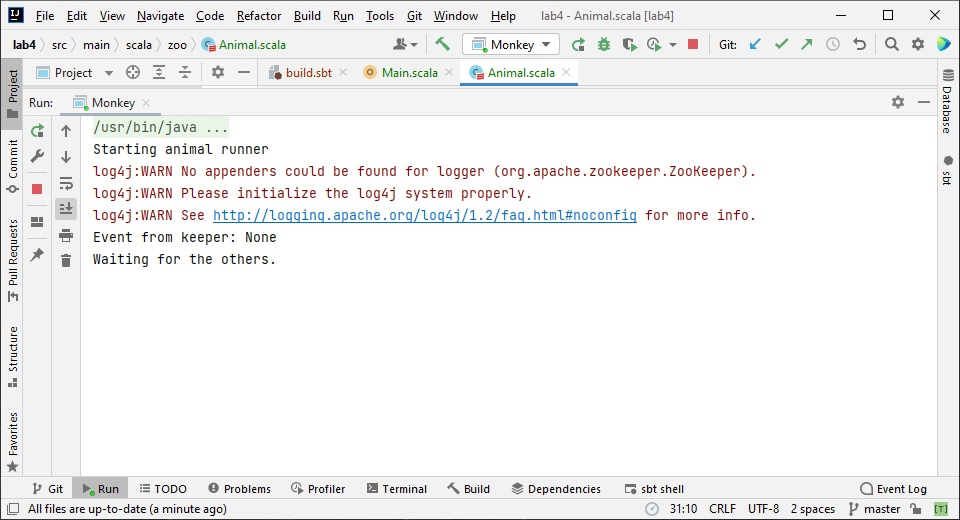 File Edit View Navigate Code Refactor Build Run Tools Git Window Help lab4 - Animal.scala [lab4]
lab4 src main scala zoo Animal.scala Monkey Git:
Project build.sbt Main.scala Animal.scala
Run: Monkey
/usr/bin/java ...
Starting animal runner
log4j:WARN No appenders could be found for logger (org.apache.zookeeper.ZooKeeper).
log4j:WARN Please initialize the log4j system properly.
log4j:WARN See http://logging.apache.org/log4j/1.2/faq.html#noconfig for more info.
Event from keeper: None
Waiting for the others.
Project
Commit
Pull Requests
Structure
Favorites
Database
sbt
Git Run TODO Problems Profiler Terminal Build Dependencies sbt shell Event Log
All files are up-to-date (a minute ago) 31:10 CRLF UTF-8 2 spaces master [T]